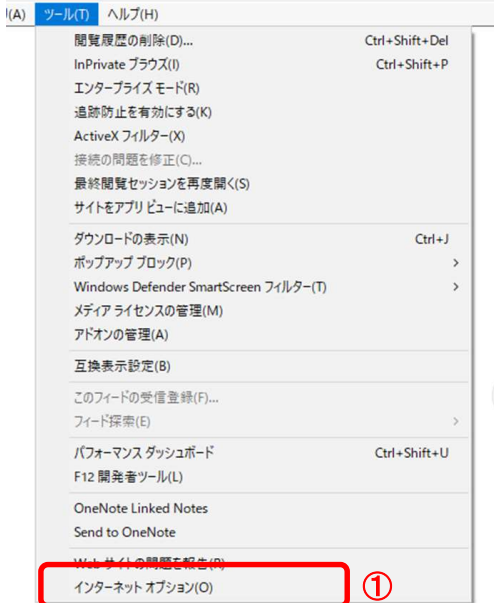 (A) ツール(T) ヘルプ(H)
閲覧履歴の削除(D)... Ctrl+Shift+Del
InPrivate ブラウズ(I) Ctrl+Shift+P
エンタープライズ モード(R)
追跡防止を有効にする(K)
ActiveX フィルター(X)
接続の問題を修正(C)...
最終閲覧セッションを再度開く(S)
サイトをアプリ ビューに追加(A)
ダウンロードの表示(N) Ctrl+J
ポップアップ ブロック(P) >
Windows Defender SmartScreen フィルター(T) >
メディア ライセンスの管理(M)
アドオンの管理(A)
互換表示設定(B)
このフィードの受信登録(F)...
フィード探索(E) >
パフォーマンス ダッシュボード Ctrl+Shift+U
F12 開発者ツール(L)
OneNote Linked Notes
Send to OneNote
Web サイトの問題を報告(R)
インターネット オプション(O) ①